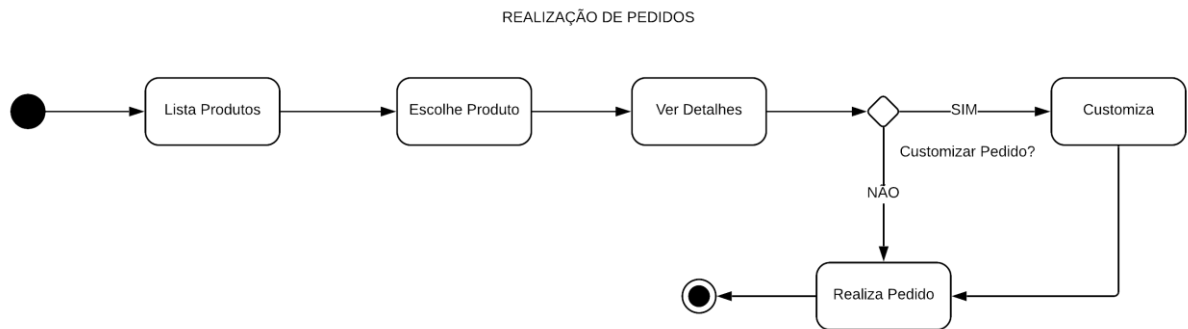 REALIZAÇÃO DE PEDIDOS
Lista Produtos
Escolhe Produto
Ver Detalhes
SIM
Customiza
Customizar Pedido?
NÃO
Realiza Pedido